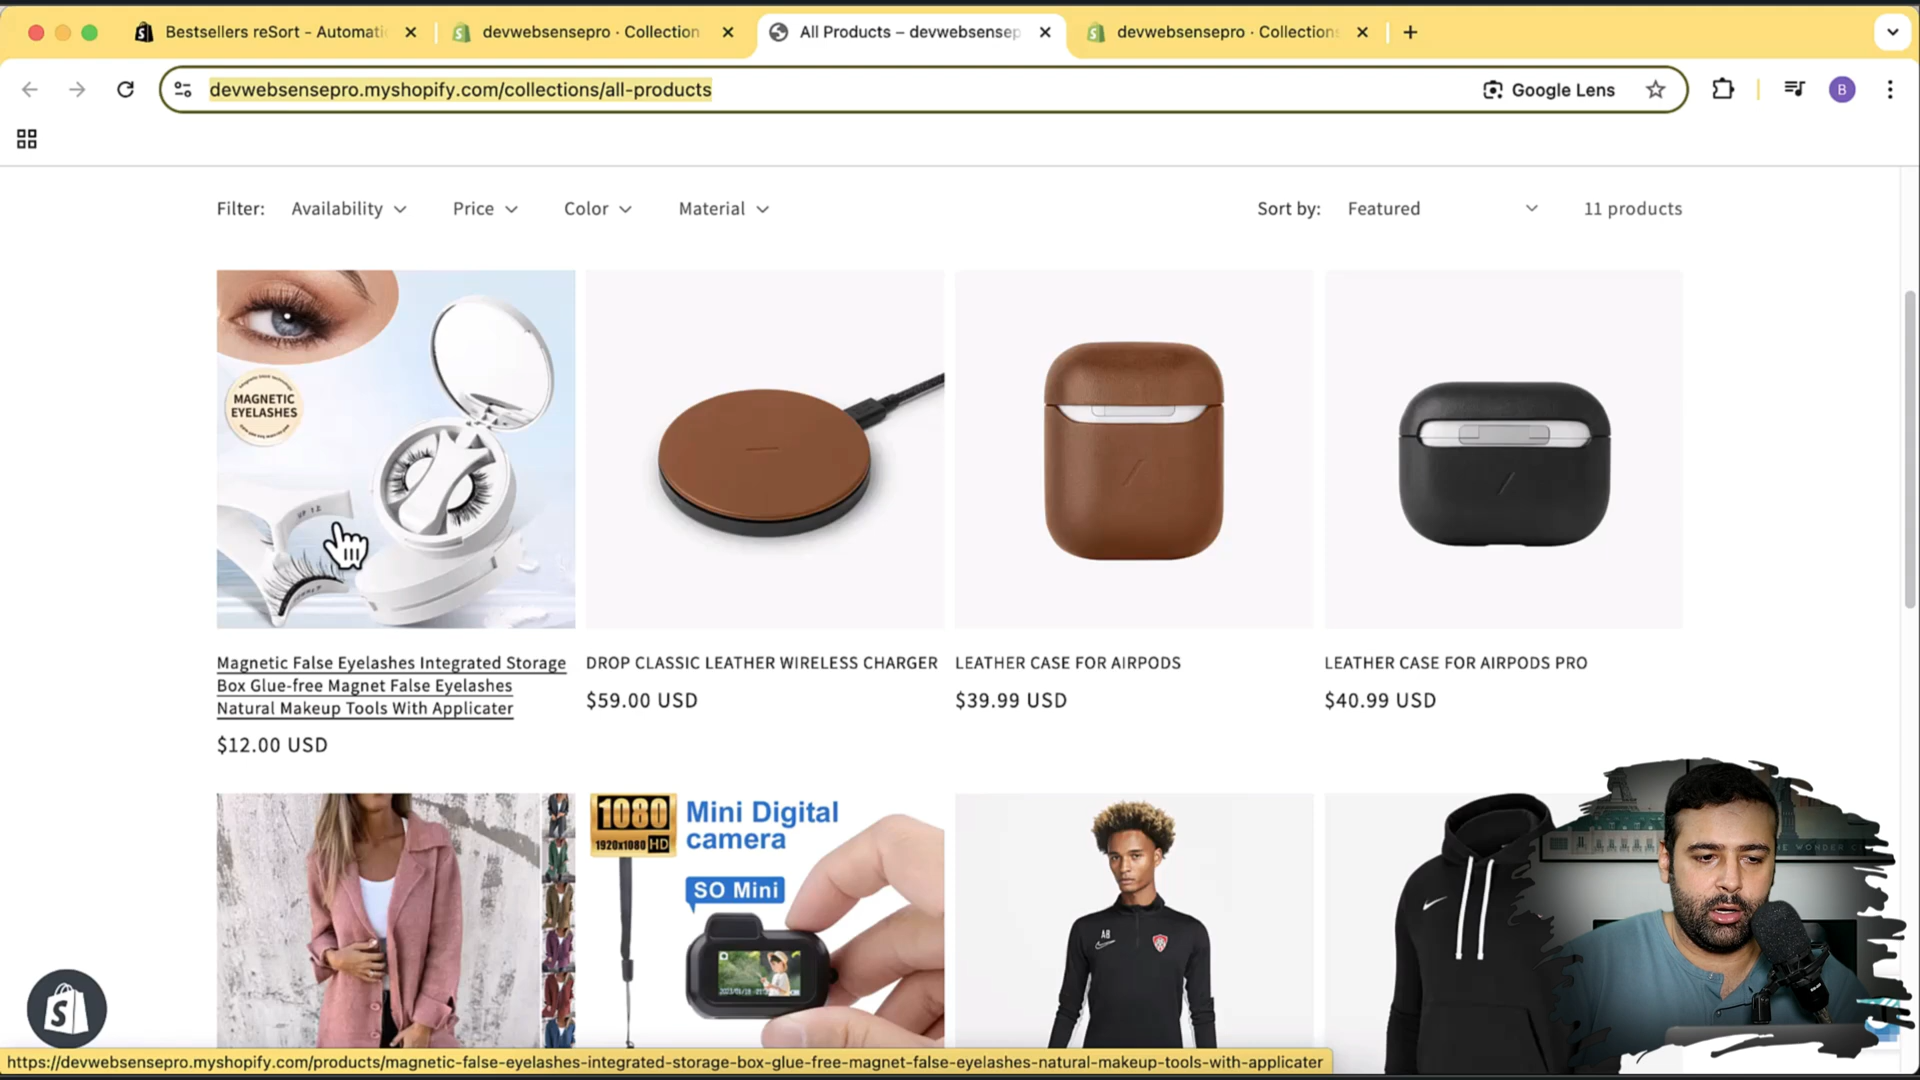 Bestsellers reSort - Automati
devwebsensepro · Collection
All Products – devwebsensep
devwebsensepro · Collections
devwebsensepro.myshopify.com/collections/all-products
Google Lens
B
Filter:
Availability
Price
Color
Material
Sort by:
Featured
11 products
MAGNETIC
EYELASHES
Magnetic False Eyelashes Integrated Storage
Box Glue-free Magnet False Eyelashes
Natural Makeup Tools With Applicater
$12.00 USD
DROP CLASSIC LEATHER WIRELESS CHARGER
$59.00 USD
LEATHER CASE FOR AIRPODS
$39.99 USD
LEATHER CASE FOR AIRPODS PRO
$40.99 USD
1080
1920x1080 HD
Mini Digital
camera
SO Mini
AB
https://devwebsensepro.myshopify.com/products/magnetic-false-eyelashes-integrated-storage-box-glue-free-magnet-false-eyelashes-natural-makeup-tools-with-applicater